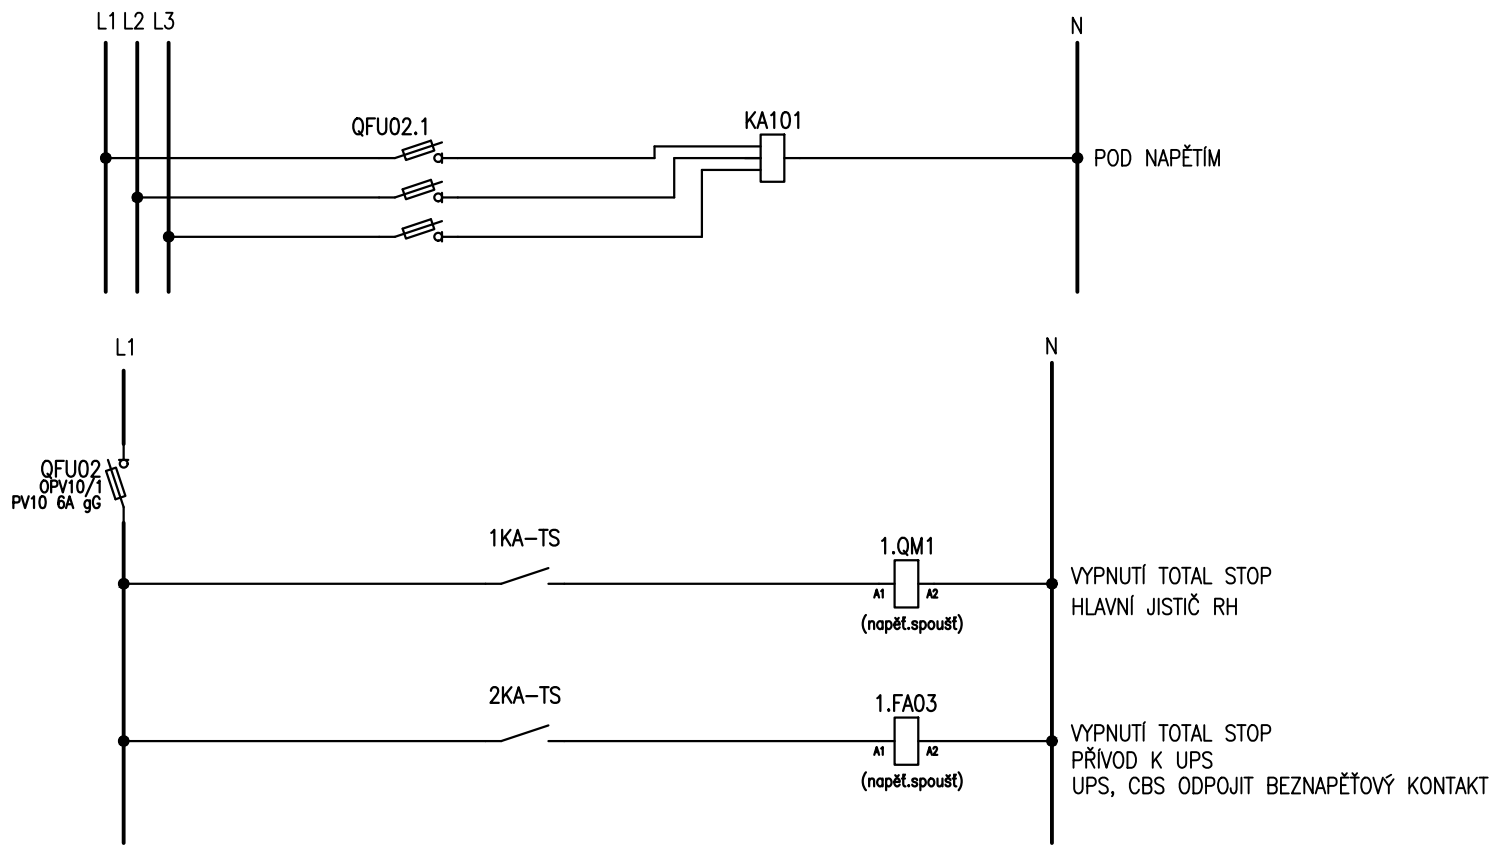 L1 L2 L3
N
QFU02.1
KA101
POD NAPĚTÍM
L1
N
QFU02
OPV10/1
PV10 6A gG
1KA-TS
1.QM1
A1
A2
(napěť.spoušť)
VYPNUTÍ TOTAL STOP
HLAVNÍ JISTIČ RH
2KA-TS
1.FA03
A1
A2
(napěť.spoušť)
VYPNUTÍ TOTAL STOP
PŘÍVOD K UPS
UPS, CBS ODPOJIT BEZNAPĚŤOVÝ KONTAKT